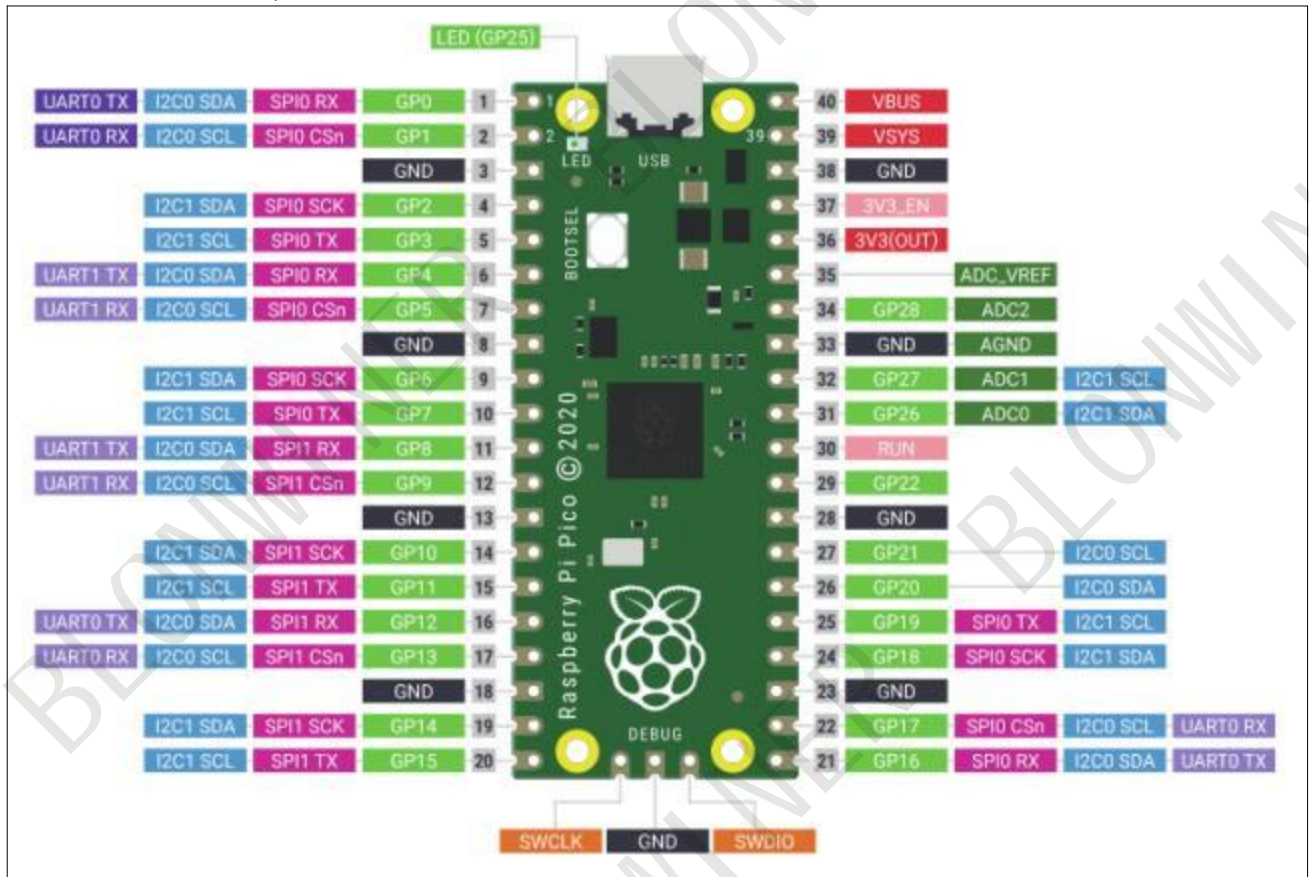 LED (GP25)
UART0 TX I2C0 SDA SPI0 RX GP0 1 1 40 VBUS
UART0 RX I2C0 SCL SPI0 CSn GP1 2 2 39 39 VSYS
LED USB
GND 3 38 GND
I2C1 SDA SPI0 SCK GP2 4 37 3V3_EN
I2C1 SCL SPI0 TX GP3 5 BOOTSEL 36 3V3(OUT)
UART1 TX I2C0 SDA SPI0 RX GP4 6 35 ADC_VREF
UART1 RX I2C0 SCL SPI0 CSn GP5 7 34 GP28 ADC2
GND 8 33 GND AGND
I2C1 SDA SPI0 SCK GP6 9 32 GP27 ADC1 I2C1 SCL
I2C1 SCL SPI0 TX GP7 10 31 GP26 ADC0 I2C1 SDA
UART1 TX I2C0 SDA SPI1 RX GP8 11 30 RUN
UART1 RX I2C0 SCL SPI1 CSn GP9 12 29 GP22
GND 13 28 GND
I2C1 SDA SPI1 SCK GP10 14 27 GP21 I2C0 SCL
I2C1 SCL SPI1 TX GP11 15 26 GP20 I2C0 SDA
UART0 TX I2C0 SDA SPI1 RX GP12 16 25 GP19 SPI0 TX I2C1 SCL
UART0 RX I2C0 SCL SPI1 CSn GP13 17 24 GP18 SPI0 SCK I2C1 SDA
GND 18 23 GND
I2C1 SDA SPI1 SCK GP14 19 22 GP17 SPI0 CSn I2C0 SCL UART0 RX
I2C1 SCL SPI1 TX GP15 20 21 GP16 SPI0 RX I2C0 SDA UART0 TX
Raspberry Pi Pico © 2020
DEBUG
SWCLK GND SWDIO
BLONWINNER
BLONWIN